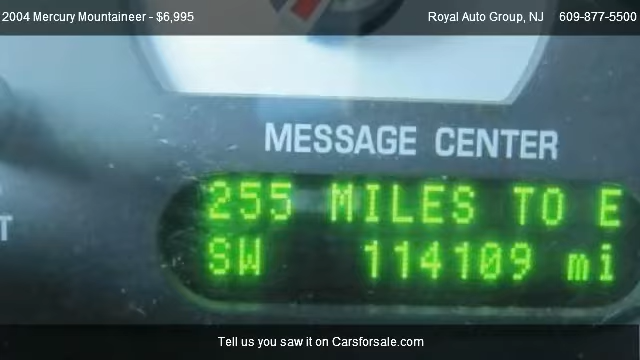 2004 Mercury Mountaineer - $6,995
Royal Auto Group, NJ 609-877-5500
MESSAGE CENTER
255 MILES TO E
SW 114109 mi
T
Tell us you saw it on Carsforsale.com